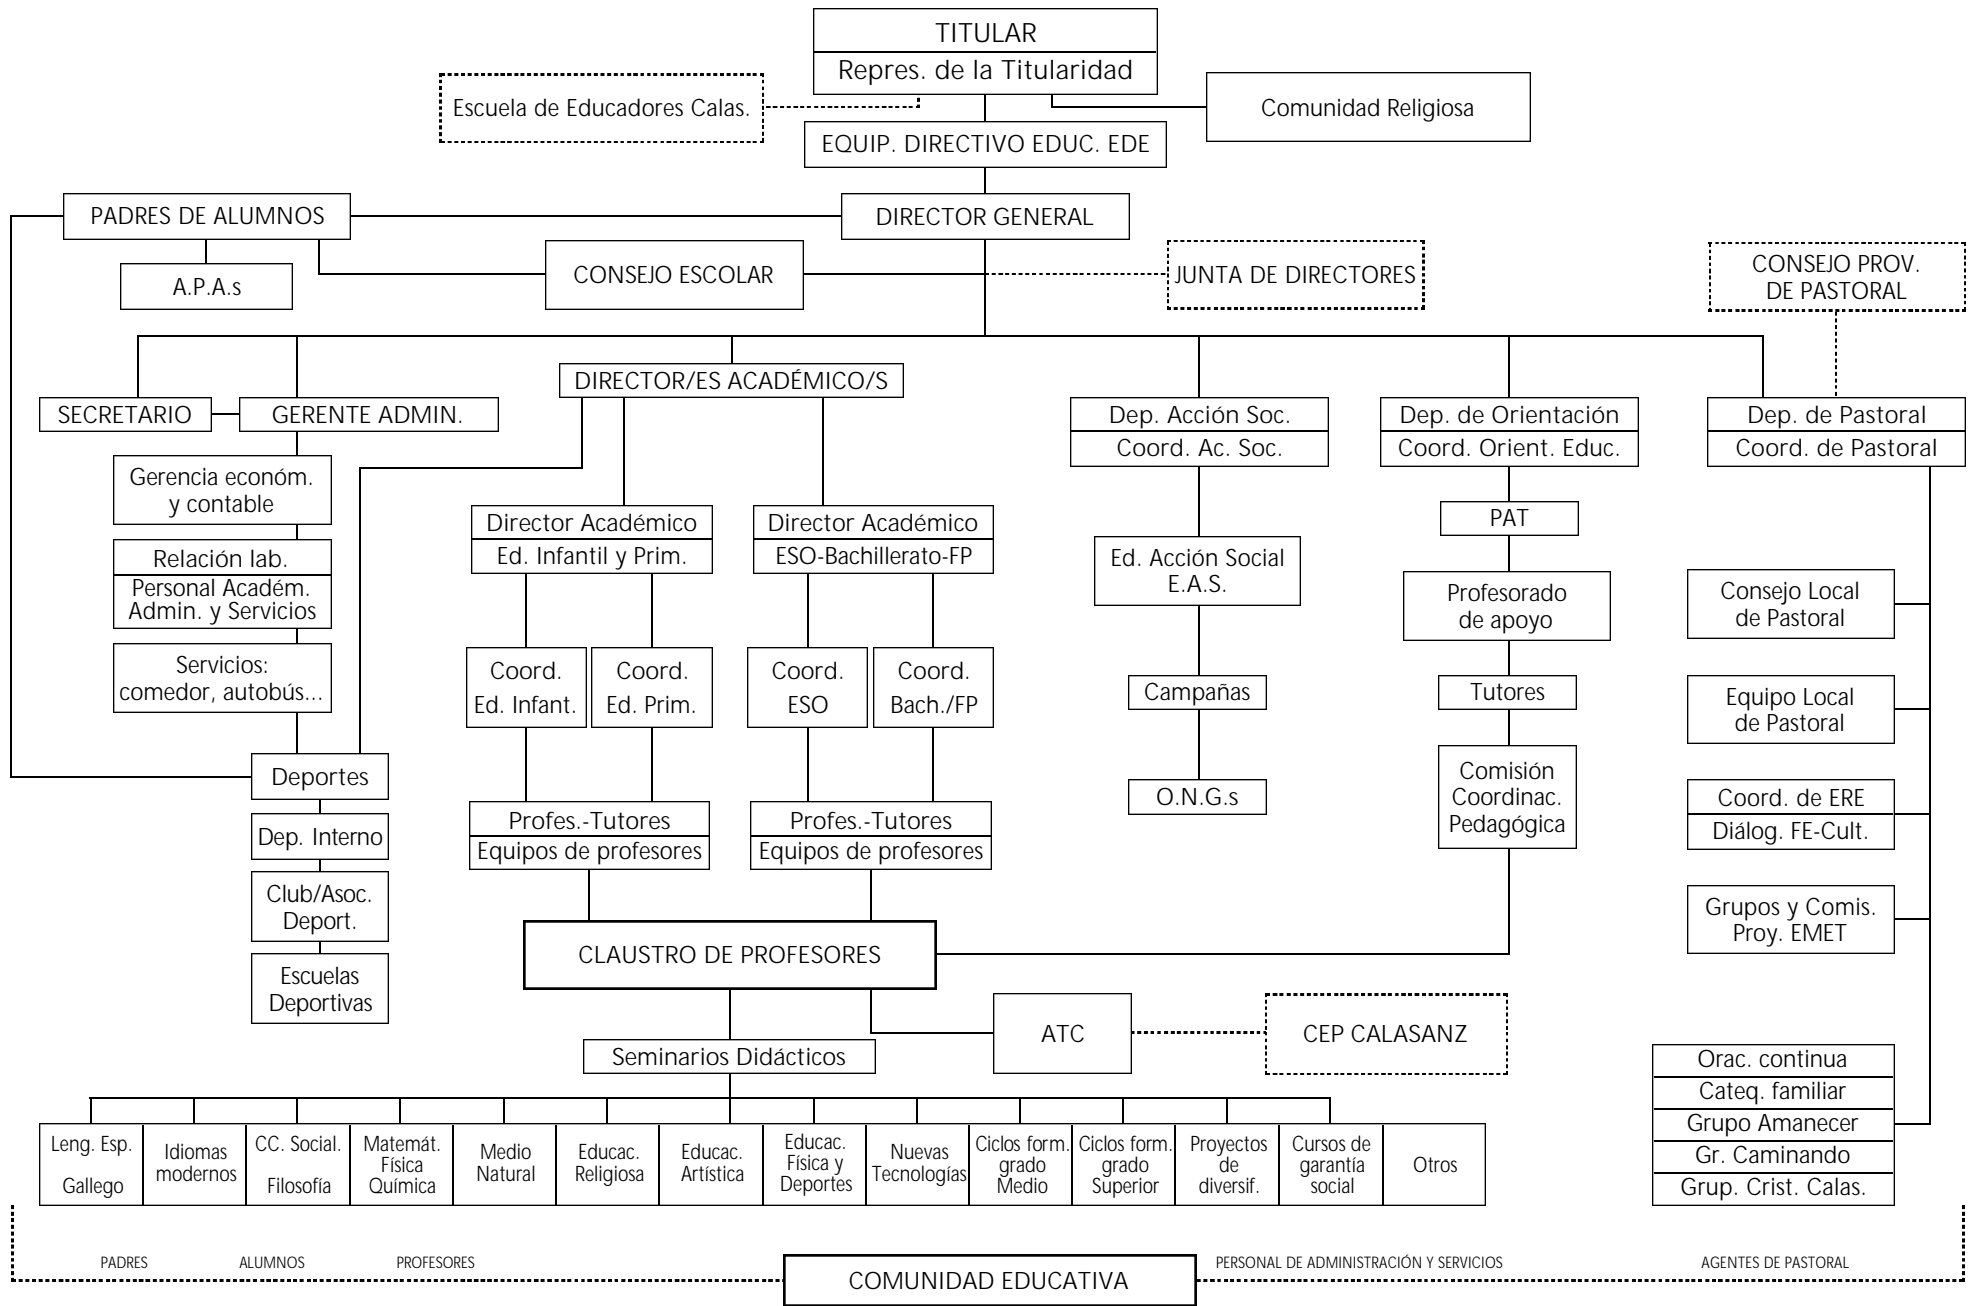 TITULAR
Repres. de la Titularidad
Escuela de Educadores Calas.
Comunidad Religiosa
EQUIP. DIRECTIVO EDUC. EDE
PADRES DE ALUMNOS
DIRECTOR GENERAL
A.P.A.s
CONSEJO ESCOLAR
JUNTA DE DIRECTORES
CONSEJO PROV.
DE PASTORAL
DIRECTOR/ES ACADÉMICO/S
SECRETARIO
GERENTE ADMIN.
Dep. Acción Soc.
Coord. Ac. Soc.
Dep. de Orientación
Coord. Orient. Educ.
Dep. de Pastoral
Coord. de Pastoral
Gerencia económ.
y contable
Relación lab.
Personal Académ.
Admin. y Servicios
Servicios:
comedor, autobús...
Director Académico
Ed. Infantil y Prim.
Director Académico
ESO-Bachillerato-FP
Coord.
Ed. Infant.
Coord.
Ed. Prim.
Coord.
ESO
Coord.
Bach./FP
Ed. Acción Social
E.A.S.
Campañas
O.N.G.s
PAT
Profesorado
de apoyo
Tutores
Comisión
Coordinac.
Pedagógica
Consejo Local
de Pastoral
Equipo Local
de Pastoral
Coord. de ERE
Diálog. FE-Cult.
Grupos y Comis.
Proy. EMET
Deportes
Dep. Interno
Club/Asoc.
Deport.
Escuelas
Deportivas
Profes.-Tutores
Equipos de profesores
Profes.-Tutores
Equipos de profesores
CLAUSTRO DE PROFESORES
Seminarios Didácticos
ATC
CEP CALASANZ
Orac. continua
Cateq. familiar
Grupo Amanecer
Gr. Caminando
Grup. Crist. Calas.
Leng. Esp.
Gallego
Idiomas
modernos
CC. Social.
Filosofía
Matemát.
Física
Química
Medio
Natural
Educac.
Religiosa
Educac.
Artística
Educac.
Física y
Deportes
Nuevas
Tecnologías
Ciclos form.
grado
Medio
Ciclos form.
grado
Superior
Proyectos
de
diversif.
Cursos de
garantía
social
Otros
PADRES
ALUMNOS
PROFESORES
PERSONAL DE ADMINISTRACIÓN Y SERVICIOS
AGENTES DE PASTORAL
COMUNIDAD EDUCATIVA